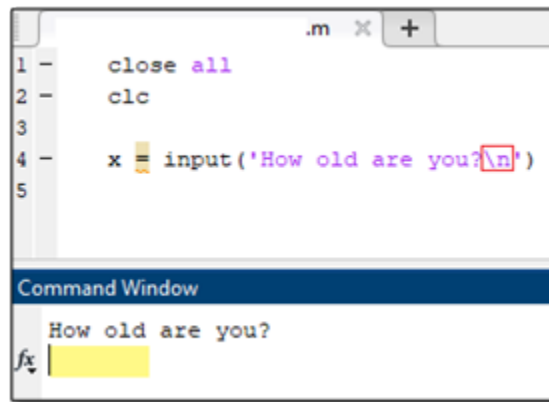 .m × +
1 - close all
2 - clc
3
4 - x = input('How old are you?\n')
5
Command Window
How old are you?
fx